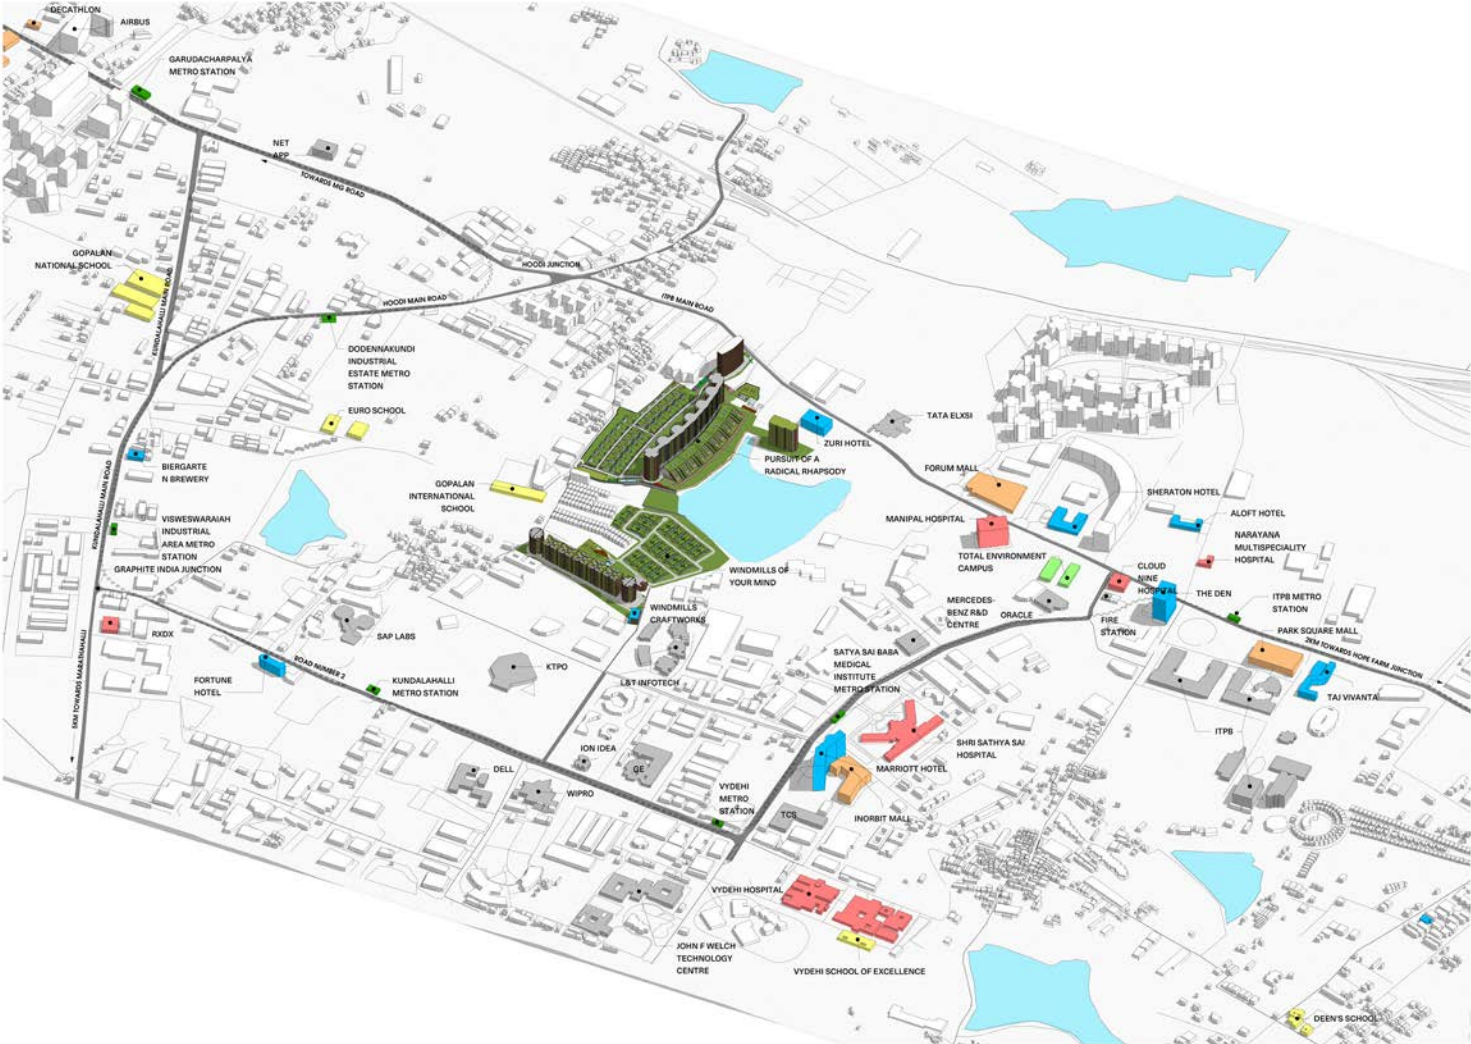 DECATHLON
AIRBUS
GARUDACHARPALYA
METRO STATION
NET
APP
TOWARDS MG ROAD
GOPALAN
NATIONAL SCHOOL
KUNDALAHALLI MAIN ROAD
HOODI JUNCTION
HOODI MAIN ROAD
ITPB MAIN ROAD
DODENNAKUNDI
INDUSTRIAL
ESTATE METRO
STATION
EURO SCHOOL
TATA ELXSI
ZURI HOTEL
PURSUIT OF A
RADICAL RHAPSODY
BIERGARTE
N BREWERY
KUNDALAHALLI MAIN ROAD
GOPALAN
INTERNATIONAL
SCHOOL
FORUM MALL
SHERATON HOTEL
ALOFT HOTEL
MANIPAL HOSPITAL
VISWESWARAIAH
INDUSTRIAL
AREA METRO
STATION
GRAPHITE INDIA JUNCTION
NARAYANA
MULTISPECIALITY
HOSPITAL
TOTAL ENVIRONMENT
CAMPUS
WINDMILLS OF
YOUR MIND
CLOUD
NINE
HOSPITAL
THE DEN
ITPB METRO
STATION
MERCEDES-
BENZ R&D
CENTRE
ORACLE
FIRE
STATION
WINDMILLS
CRAFTWORKS
RXDX
SAP LABS
PARK SQUARE MALL
2KM TOWARDS HOPE FARM JUNCTION
SATYA SAI BABA
MEDICAL
INSTITUTE
METRO STATION
ROAD NUMBER 2
KTPO
L&T INFOTECH
FORTUNE
HOTEL
KUNDALAHALLI
METRO STATION
5KM TOWARDS MARATHAHALLI
TAJ VIVANTA
ITPB
SHRI SATHYA SAI
HOSPITAL
ION IDEA
DELL
GE
MARRIOTT HOTEL
WIPRO
VYDEHI
METRO
STATION
TCS
INORBIT MALL
VYDEHI HOSPITAL
JOHN F WELCH
TECHNOLOGY
CENTRE
VYDEHI SCHOOL OF EXCELLENCE
DEEN'S SCHOOL